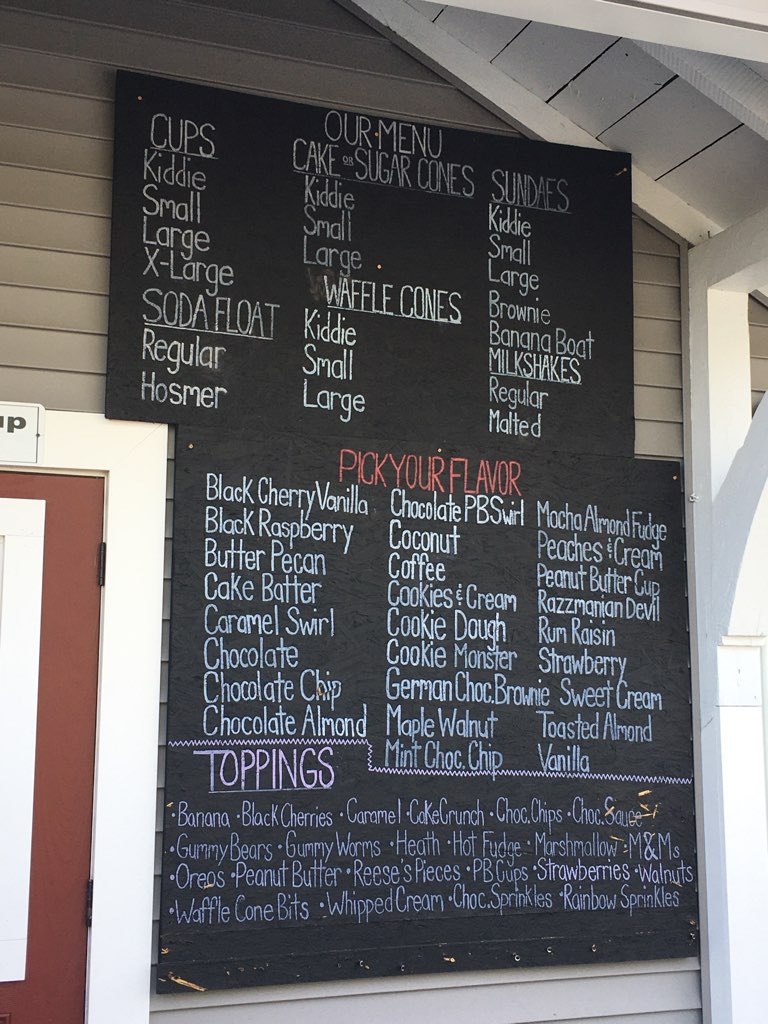 OUR MENU
CUPS
Kiddie
Small
Large
X-Large
SODA FLOAT
Regular
Hosmer
CAKE OR SUGAR CONES
Kiddie
Small
Large
WAFFLE CONES
Kiddie
Small
Large
SUNDAES
Kiddie
Small
Large
Brownie
Banana Boat
MILKSHAKES
Regular
Malted
up
PICK YOUR FLAVOR
Black Cherry Vanilla
Black Raspberry
Butter Pecan
Cake Batter
Caramel Swirl
Chocolate
Chocolate Chip
Chocolate Almond
Chocolate PB Swirl
Coconut
Coffee
Cookies & Cream
Cookie Dough
Cookie Monster
German Choc. Brownie
Maple Walnut
Mint Choc. Chip
Mocha Almond Fudge
Peaches & Cream
Peanut Butter Cup
Razzmanian Devil
Rum Raisin
Strawberry
Sweet Cream
Toasted Almond
Vanilla
TOPPINGS
•Banana •Black Cherries •Caramel •Cake Crunch •Choc. Chips •Choc. Sauce
•Gummy Bears •Gummy Worms •Heath •Hot Fudge •Marshmallow •M&Ms
•Oreos •Peanut Butter •Reese's Pieces •PB Cups •Strawberries •Walnuts
•Waffle Cone Bits •Whipped Cream •Choc. Sprinkles •Rainbow Sprinkles